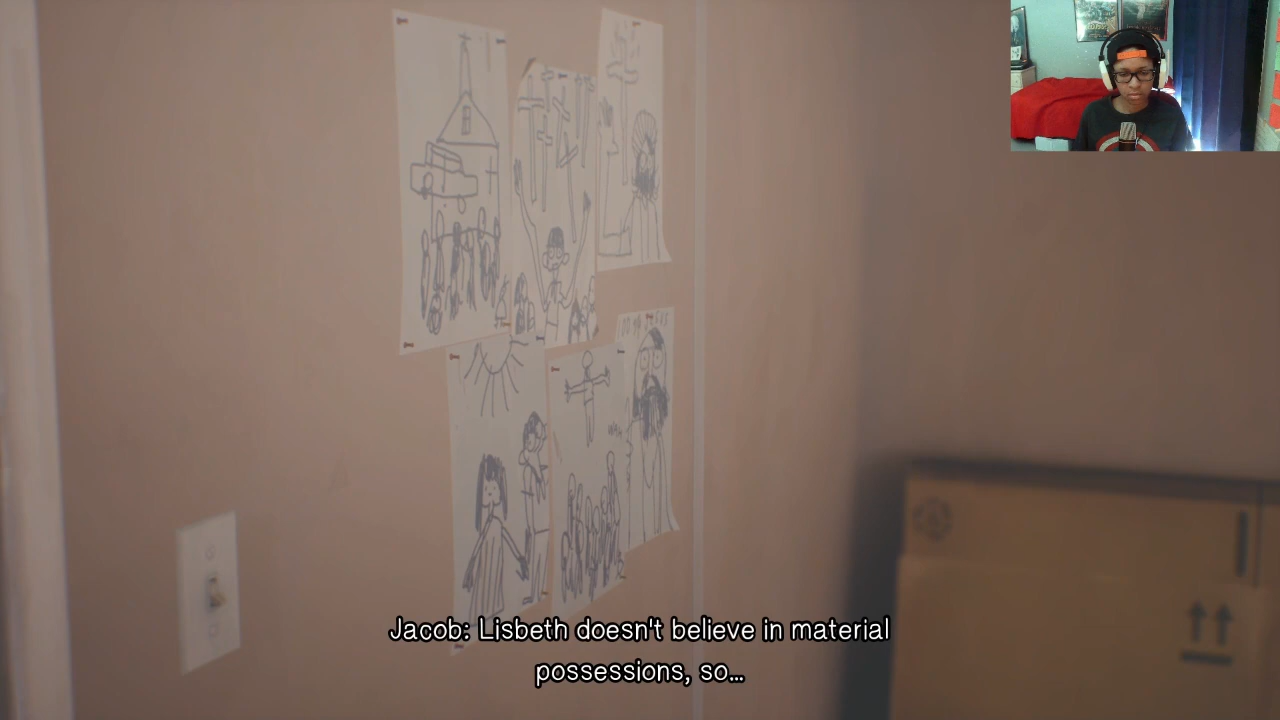 Jacob: Lisbeth doesn't believe in material
possessions, so...